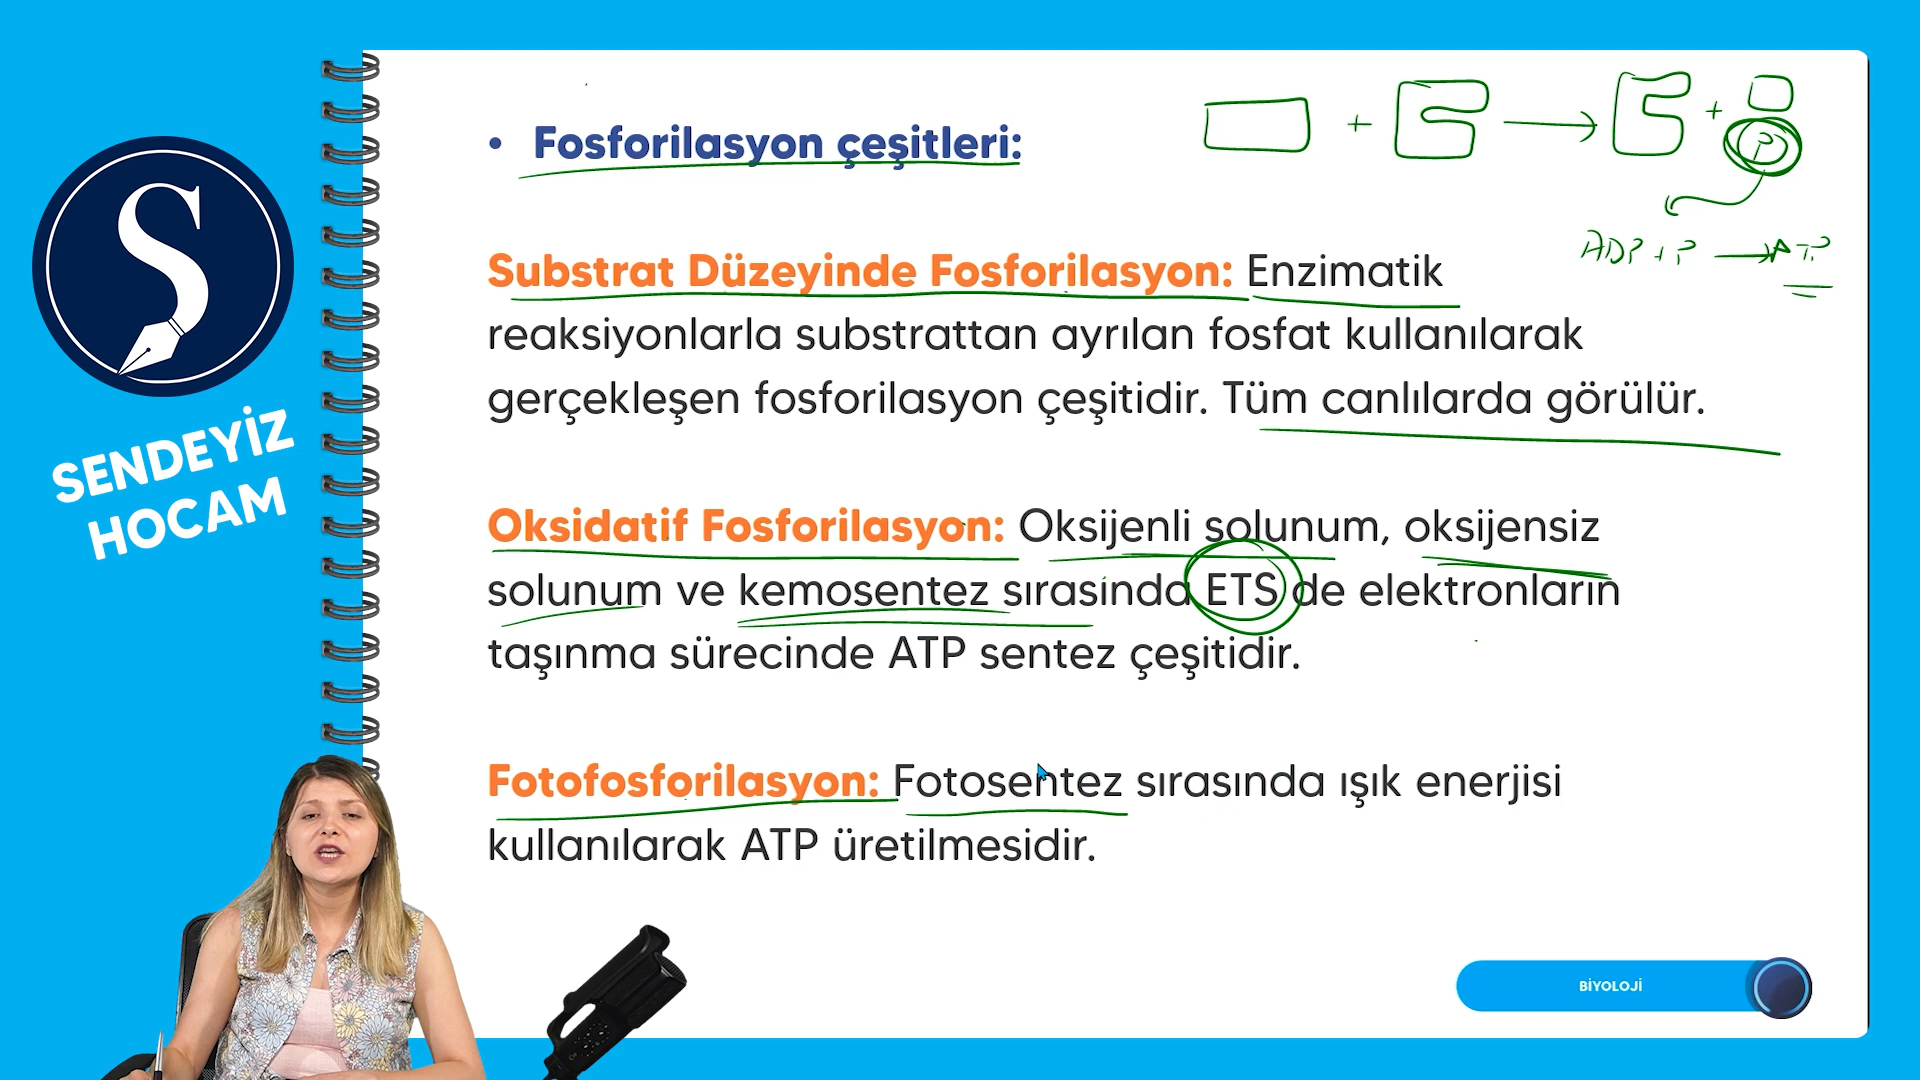 • Fosforilasyon çeşitleri:
+
+
P
ADP + P → ATP
Substrat Düzeyinde Fosforilasyon: Enzimatik
reaksiyonlarla substrattan ayrılan fosfat kullanılarak
gerçekleşen fosforilasyon çeşitidir. Tüm canlılarda görülür.
Oksidatif Fosforilasyon: Oksijenli solunum, oksijensiz
solunum ve kemosentez sırasında ETS de elektronların
taşınma sürecinde ATP sentez çeşitidir.
Fotofosforilasyon: Fotosentez sırasında ışık enerjisi
kullanılarak ATP üretilmesidir.
S
SENDEYİZ
HOCAM
BİYOLOJİ